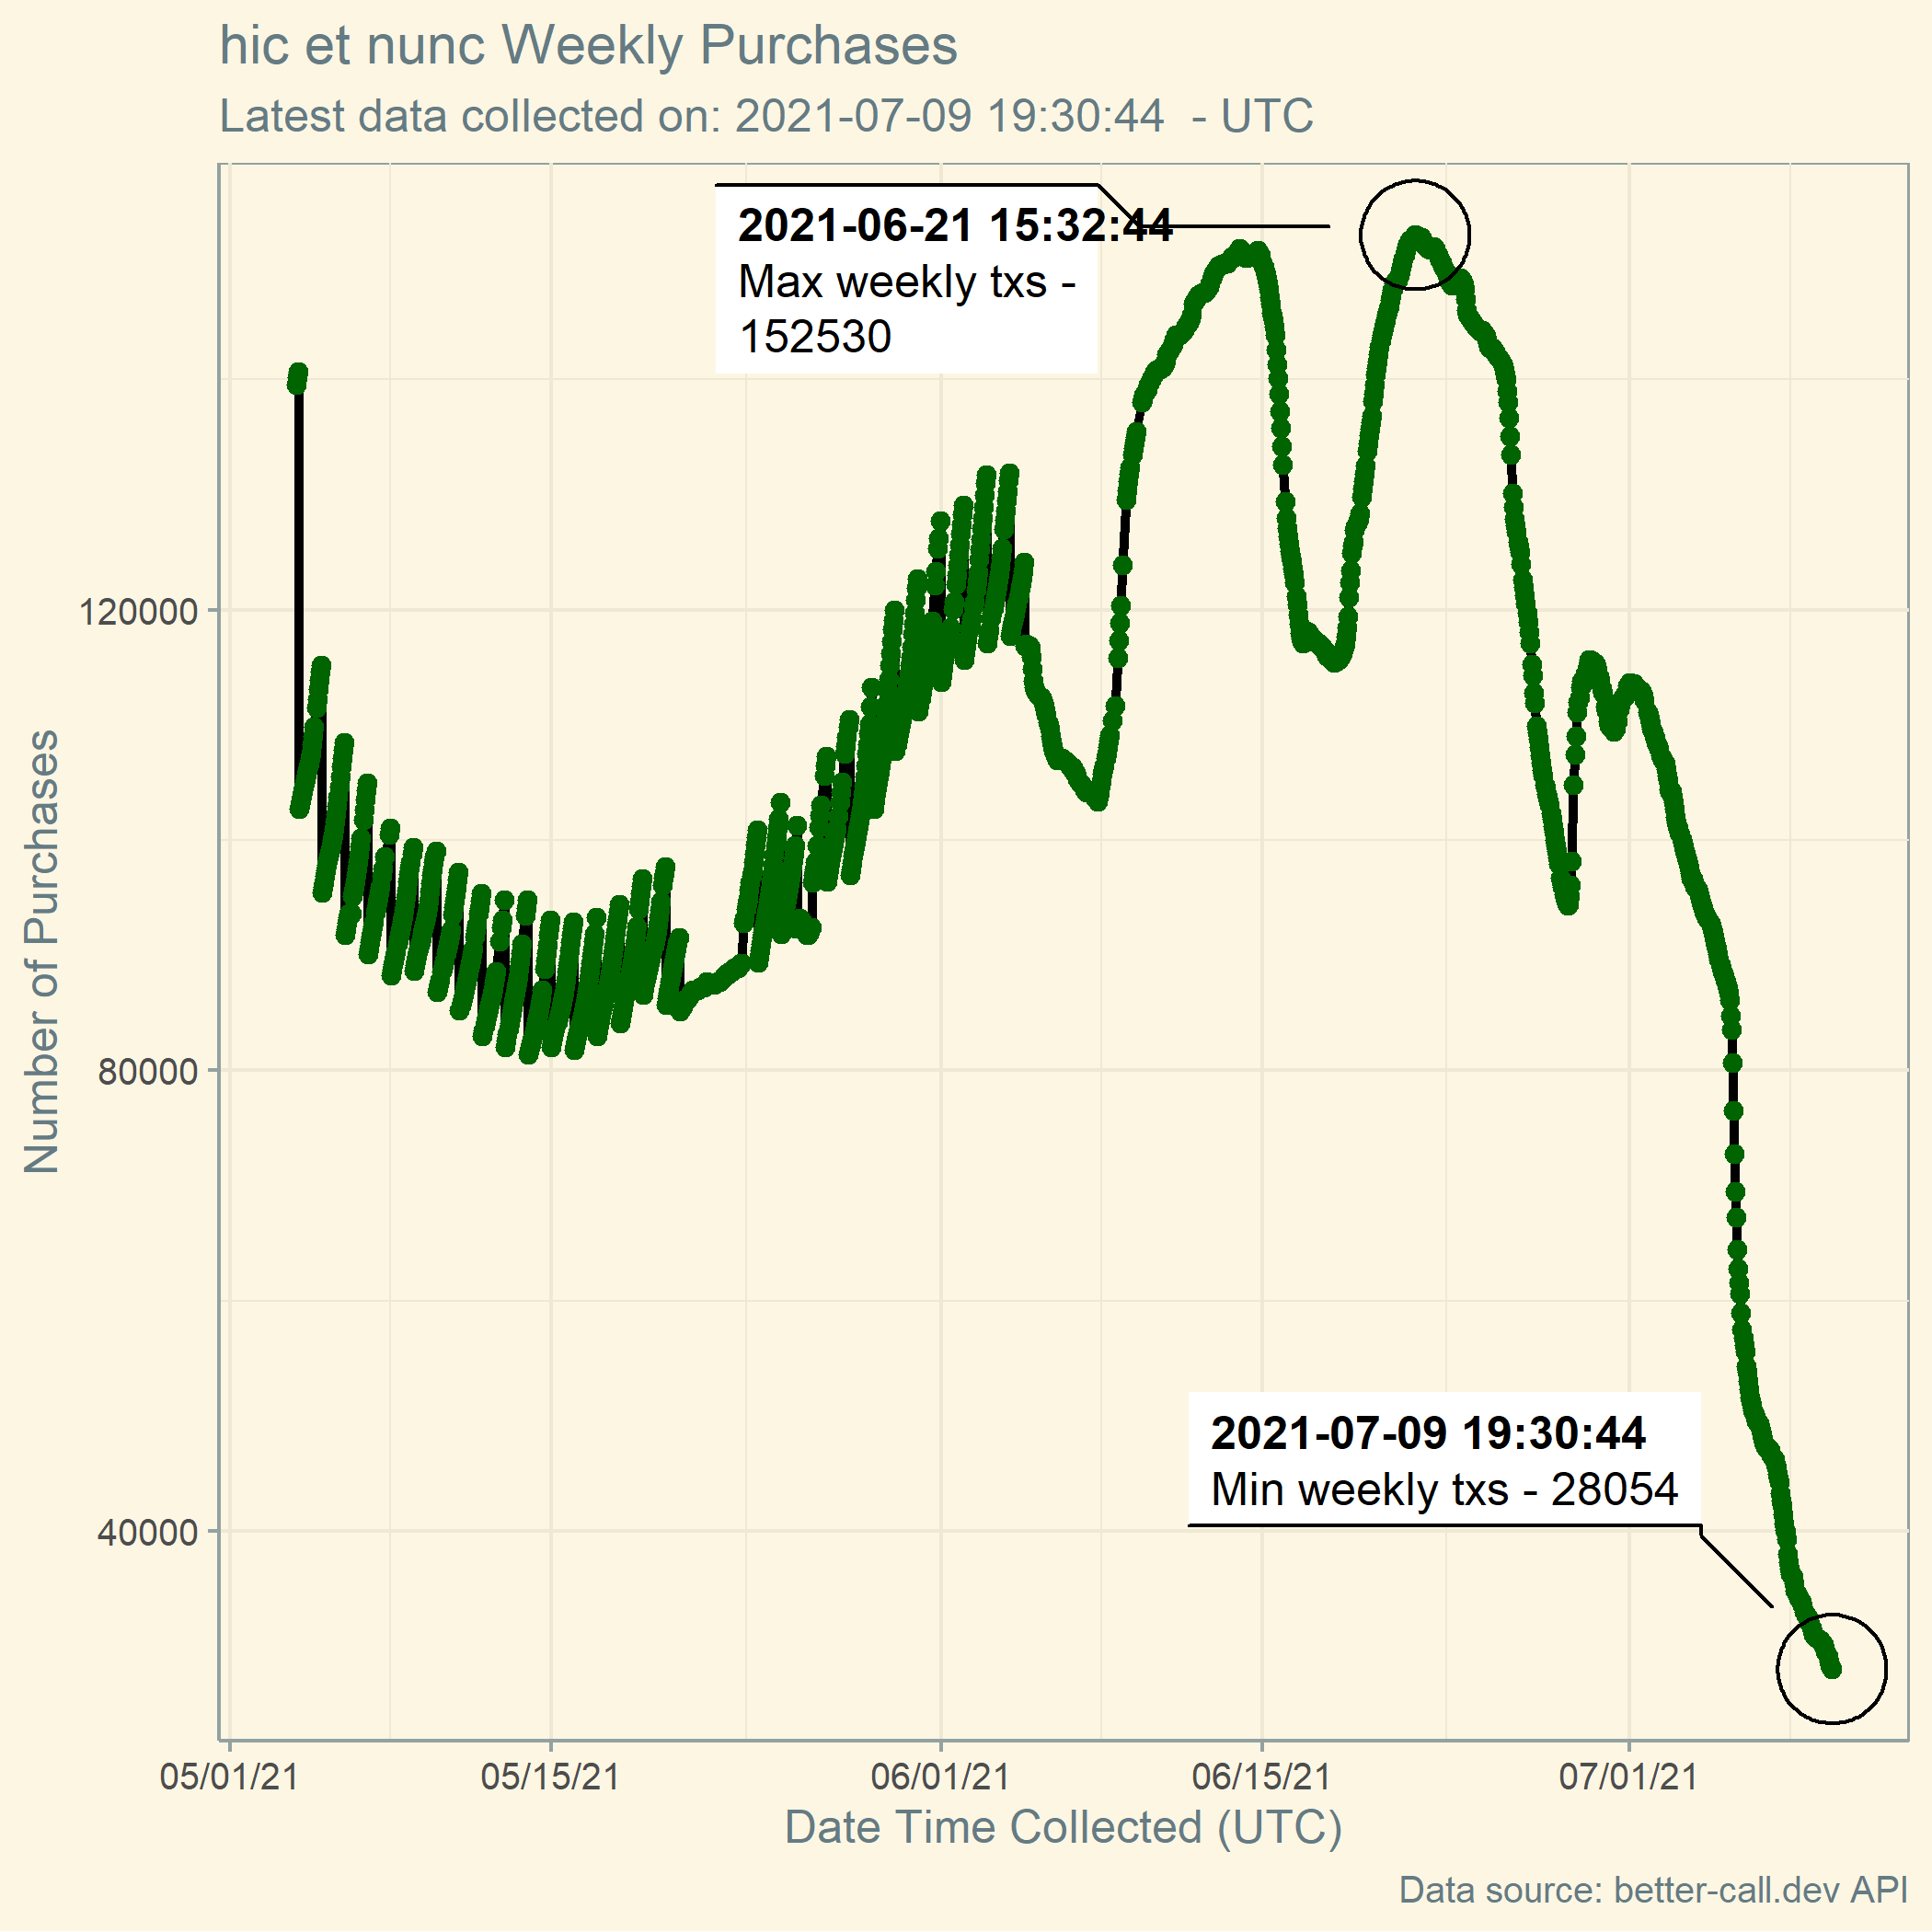 hic et nunc Weekly Purchases
Latest data collected on: 2021-07-09 19:30:44  - UTC
2021-06-21 15:32:44
Max weekly txs -
152530
120000
80000
40000
Number of Purchases
2021-07-09 19:30:44
Min weekly txs - 28054
05/01/21 05/15/21 06/01/21 06/15/21 07/01/21
Date Time Collected (UTC)
Data source: better-call.dev API